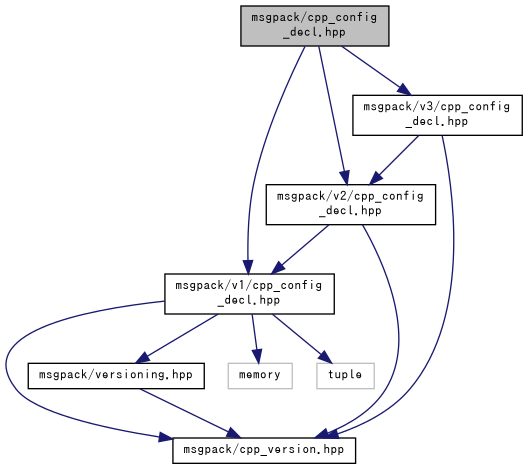 msgpack/cpp_config
_decl.hpp
msgpack/v3/cpp_config
_decl.hpp
msgpack/v2/cpp_config
_decl.hpp
msgpack/v1/cpp_config
_decl.hpp
msgpack/versioning.hpp
memory
tuple
msgpack/cpp_version.hpp